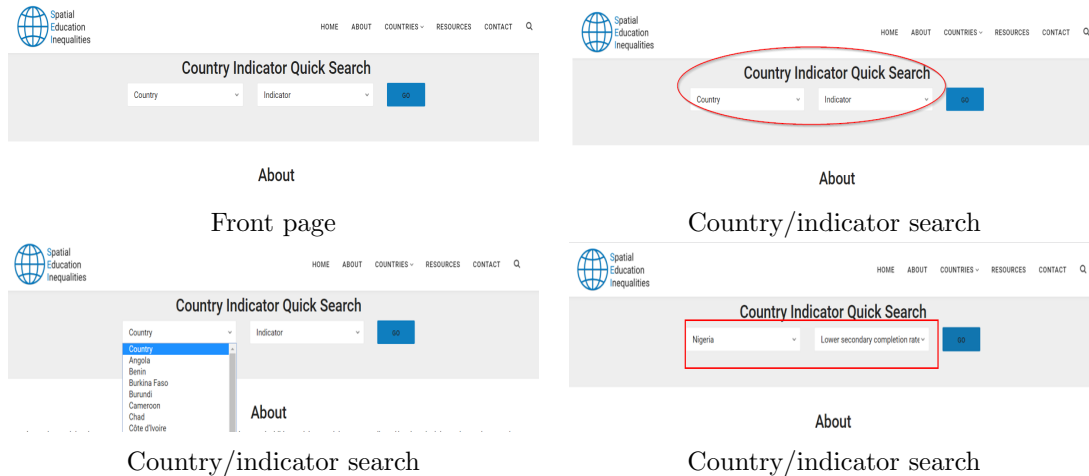 Spatial
Education
Inequalities
HOME ABOUT COUNTRIES RESOURCES CONTACT
Country Indicator Quick Search
Country Indicator GO
About
Front page
Spatial
Education
Inequalities
HOME ABOUT COUNTRIES RESOURCES CONTACT
Country Indicator Quick Search
Country Indicator GO
About
Country/indicator search
Spatial
Education
Inequalities
HOME ABOUT COUNTRIES RESOURCES CONTACT
Country Indicator Quick Search
Country Indicator GO
Country
Angola
Benin
Burkina Faso
Burundi
Cameroon
Chad
Côte d'Ivoire
About
Country/indicator search
Spatial
Education
Inequalities
HOME ABOUT COUNTRIES RESOURCES CONTACT
Country Indicator Quick Search
Nigeria Lower secondary completion rate GO
About
Country/indicator search